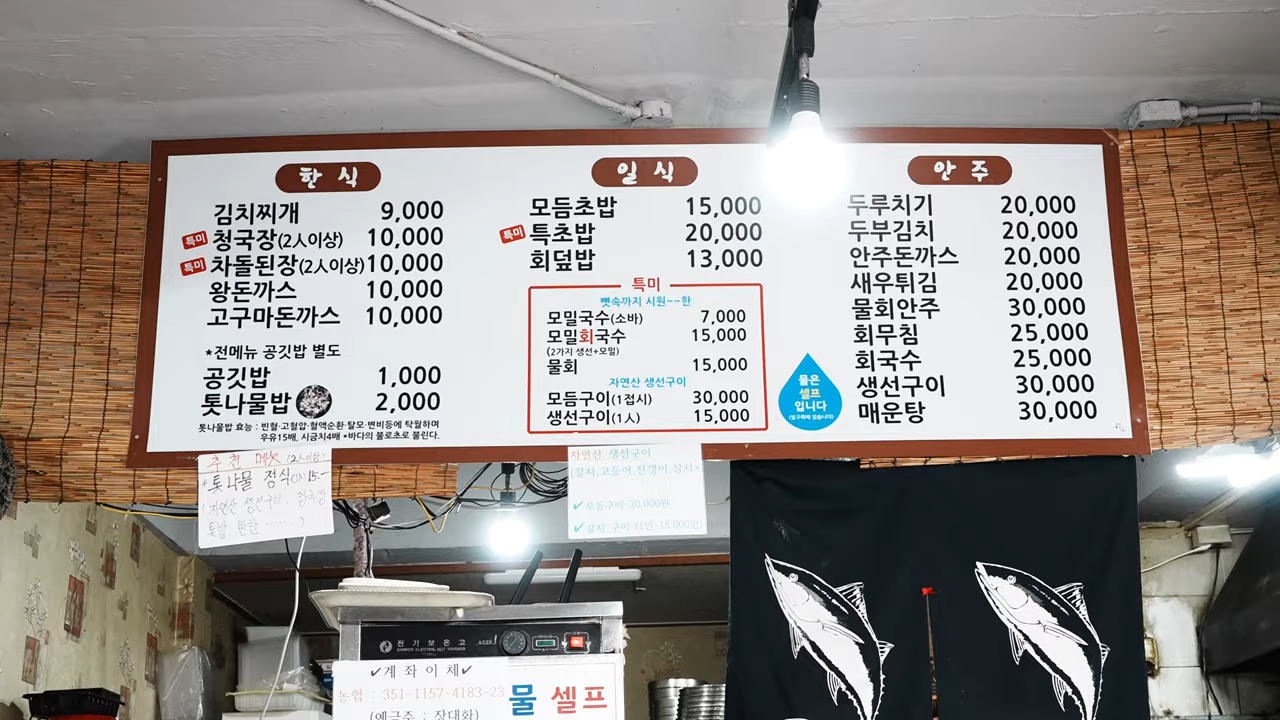 한식
김치찌개 9,000
특미 청국장(2人이상) 10,000
특미 차돌된장(2人이상) 10,000
왕돈까스 10,000
고구마돈까스 10,000
*전메뉴 공깃밥 별도
공깃밥 1,000
톳나물밥 2,000
톳나물밥 효능 : 빈혈·고혈압·혈액순환·탈모·변비등에 탁월하며
우유15배, 시금치4배 •바다의 불로초로 불린다.
일식
모듬초밥 15,000
특미 특초밥 20,000
회덮밥 13,000
특미
뼛속까지 시원~~한
모밀국수(소바) 7,000
모밀회국수 15,000
(2가지 생선+모밀)
물회 15,000
자연산 생선구이
모듬구이(1접시) 30,000
생선구이(1人) 15,000
안주
두루치기 20,000
두부김치 20,000
안주돈까스 20,000
새우튀김 20,000
물회안주 30,000
회무침 25,000
회국수 25,000
생선구이 30,000
매운탕 30,000
물은
셀프
입니다
추천 메뉴 (2人이상)
톳나물 정식
자연산 생선구이
자연산 생선구이
(갈치,고등어,전갱이,장치)
✔모둠구이 30,000원
✔갈치 구이 (1인 15,000원)
전기보온고
✔계좌이체✔
농협 : 351-1157-4183-23
(예금주 : 장대화)
물 셀프